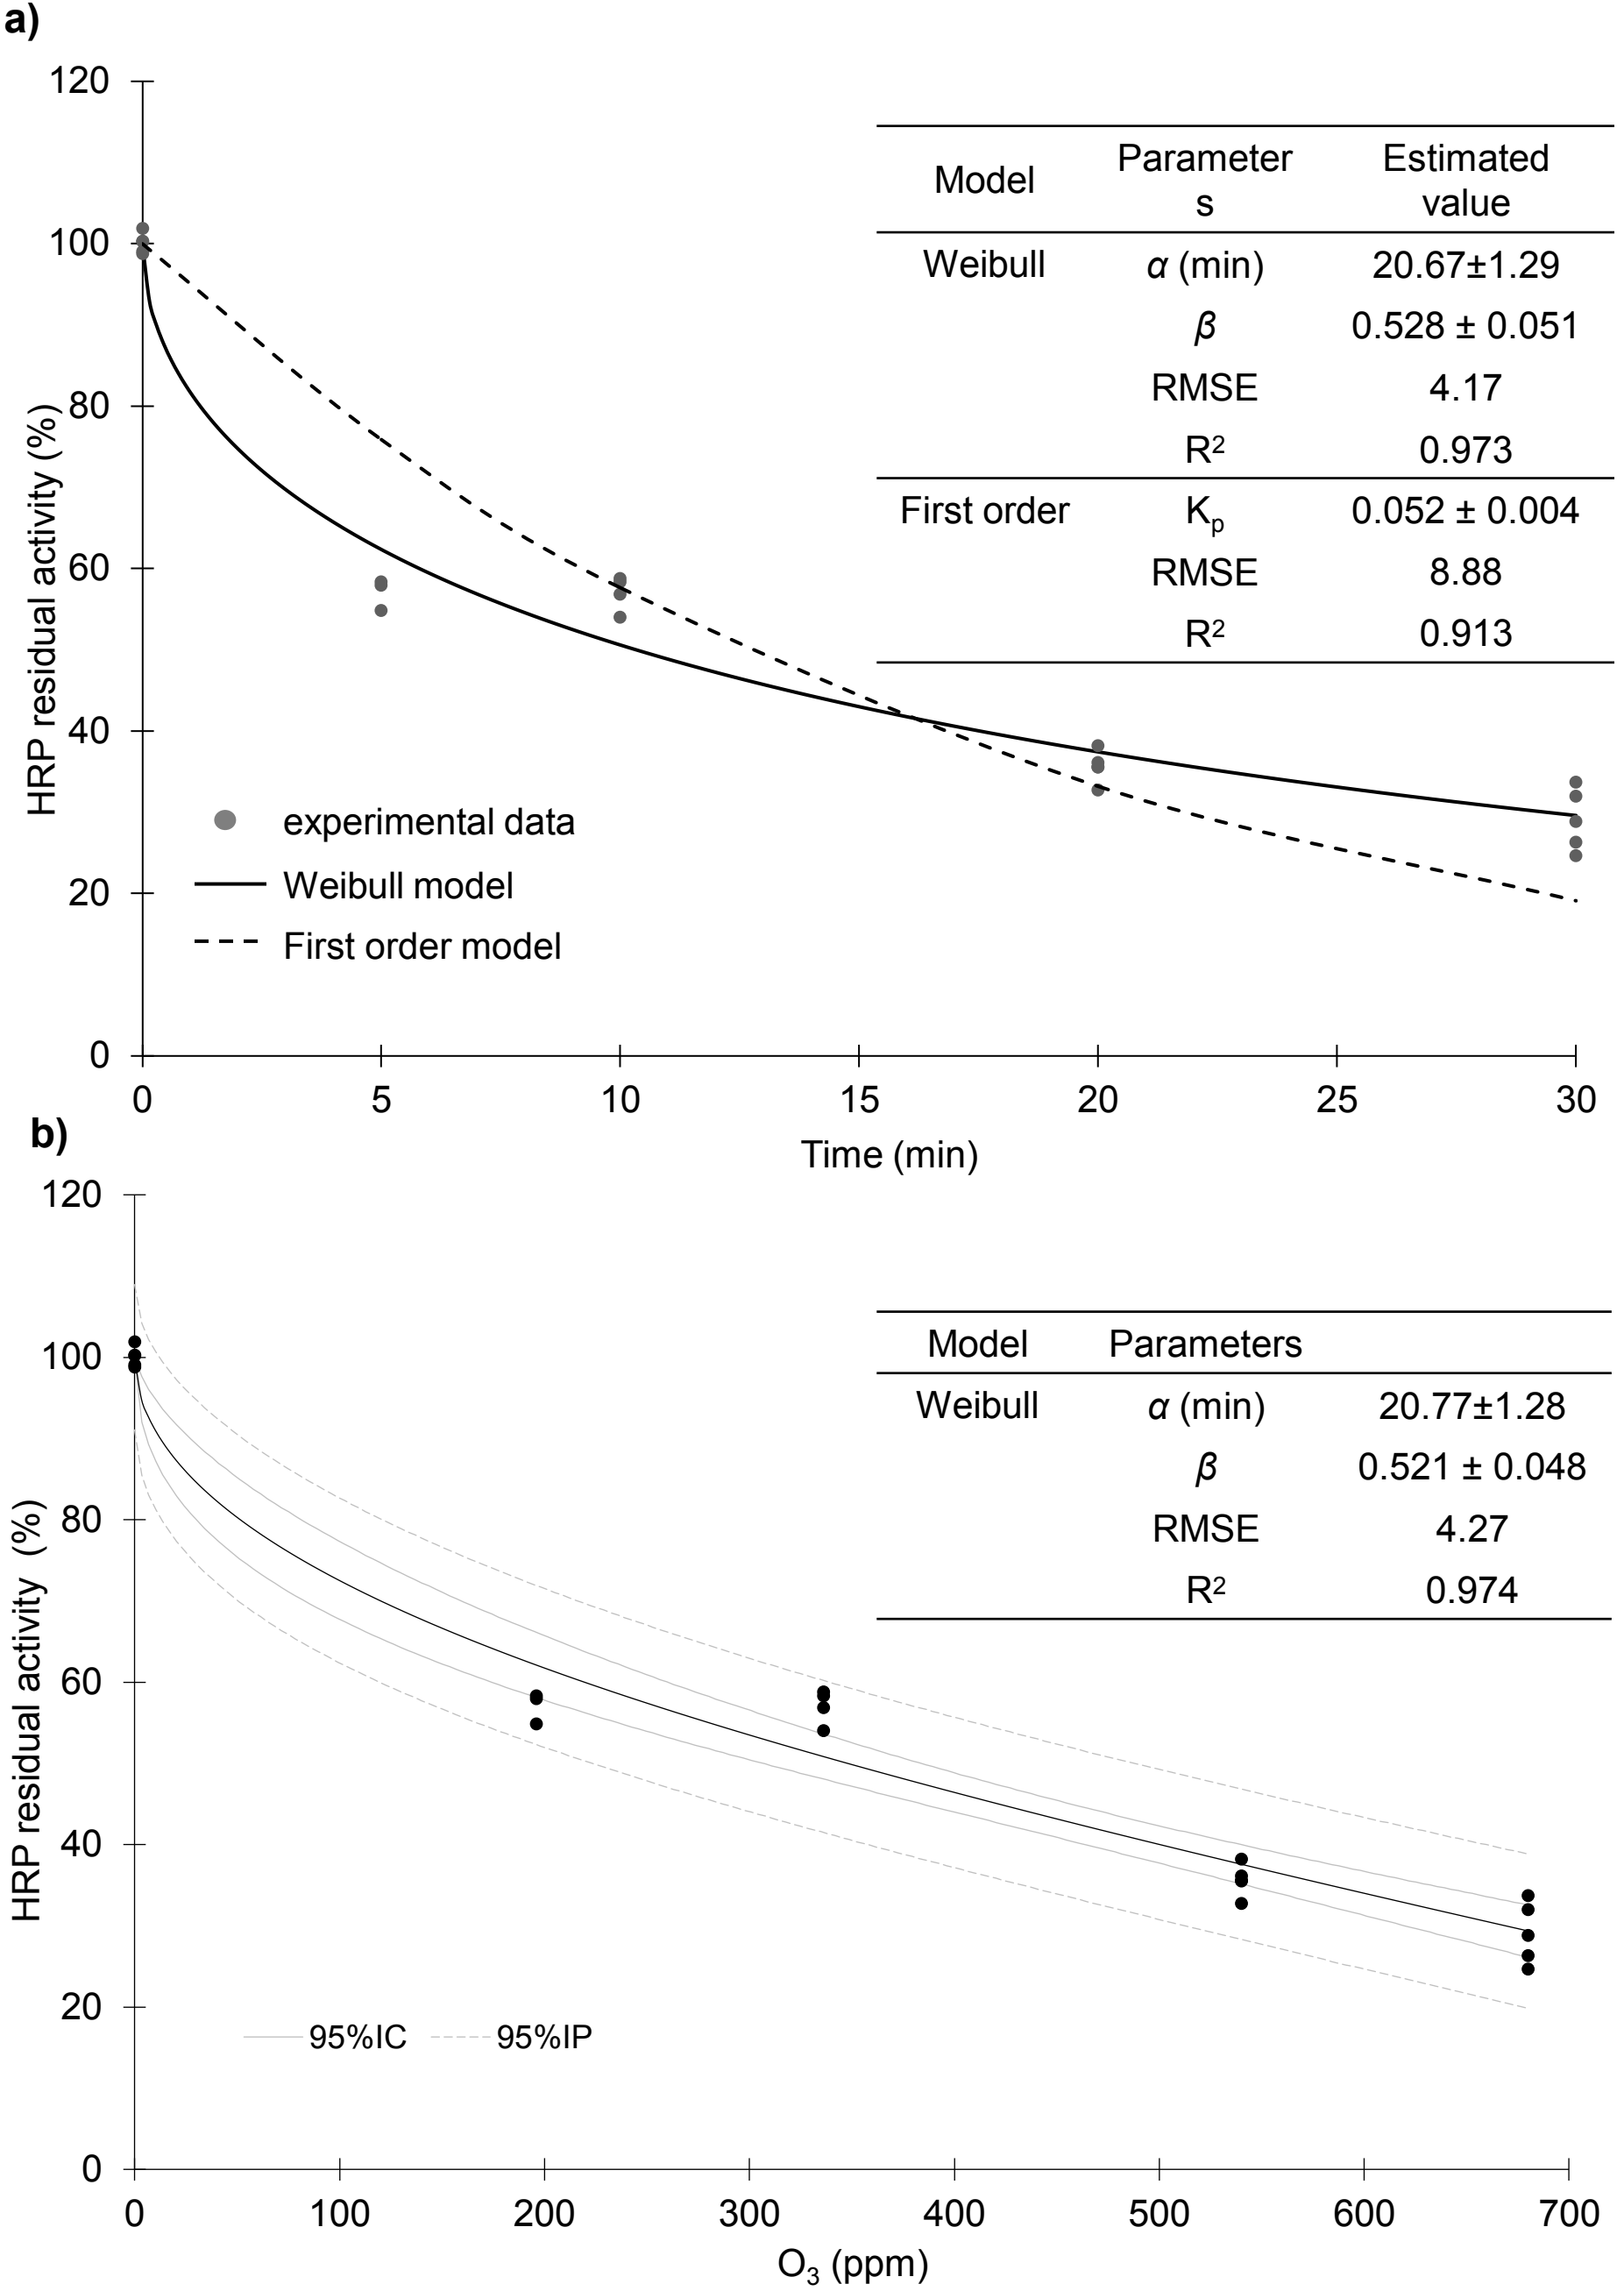 a)
120
100
80
60
40
20
0
HRP residual activity (%)
Model Parameter
s Estimated
value
Weibull α (min) 20.67±1.29
β 0.528 ± 0.051
RMSE 4.17
R² 0.973
First order Kp 0.052 ± 0.004
RMSE 8.88
R² 0.913
experimental data
Weibull model
First order model
0 5 10 15 20 25 30
Time (min)
b)
120
100
80
60
40
20
0
HRP residual activity (%)
Model Parameters
Weibull α (min) 20.77±1.28
β 0.521 ± 0.048
RMSE 4.27
R² 0.974
95%IC 95%IP
0 100 200 300 400 500 600 700
O₃ (ppm)